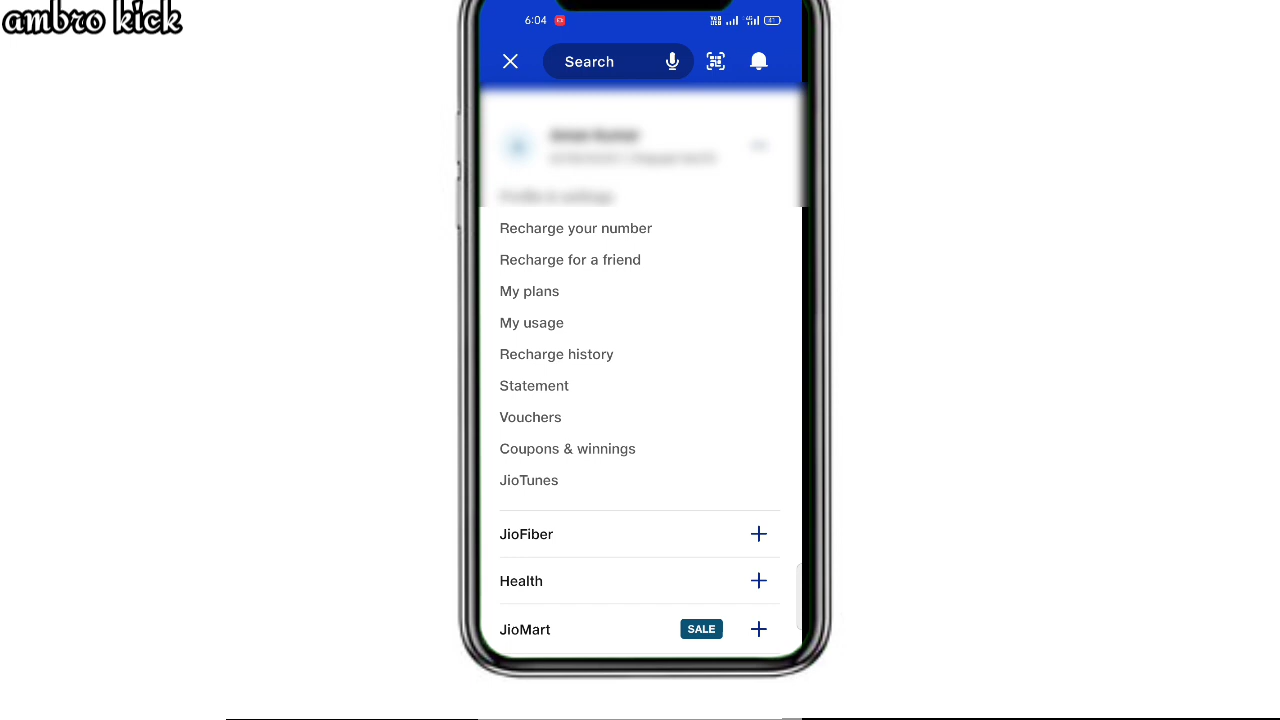 ambro kick
6:04
Search
Recharge your number
Recharge for a friend
My plans
My usage
Recharge history
Statement
Vouchers
Coupons & winnings
JioTunes
JioFiber
Health
JioMart SALE